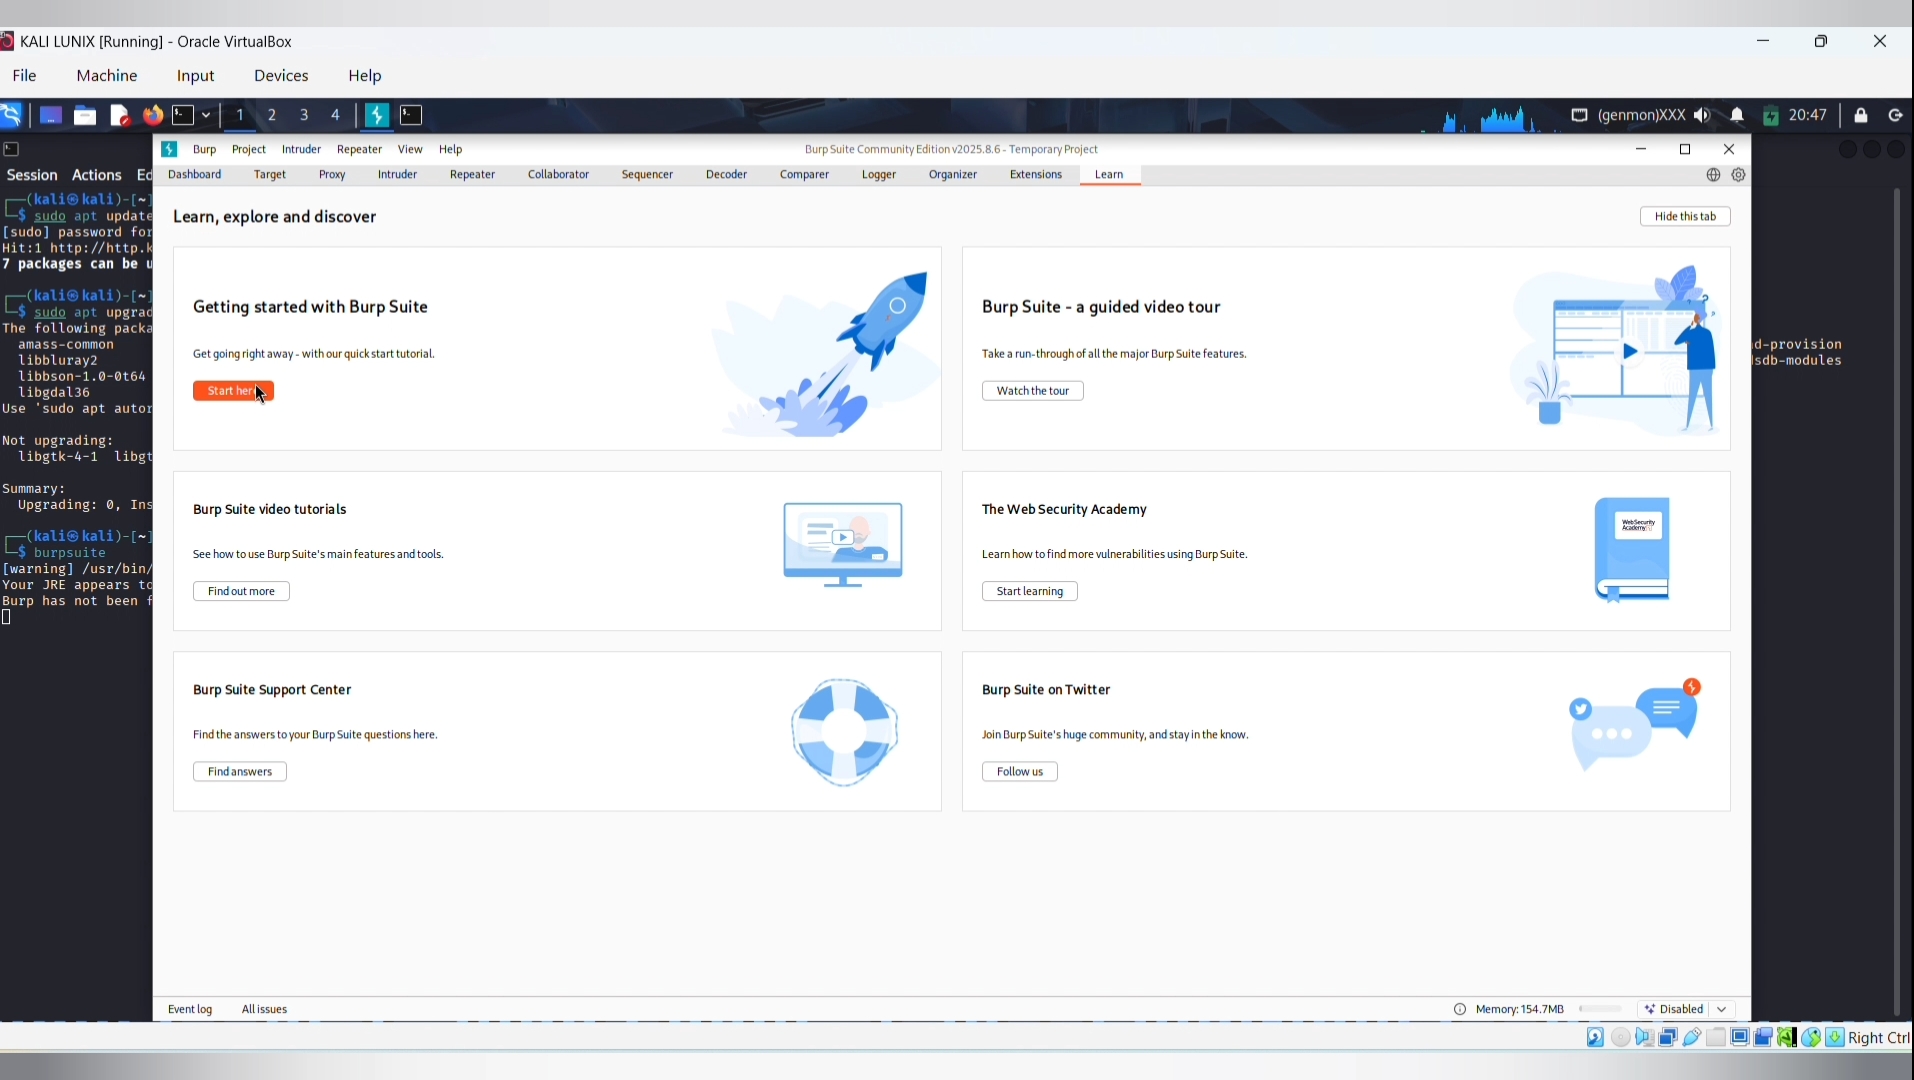 KALI LUNIX [Running] - Oracle VirtualBox
File Machine Input Devices Help
1 2 3 4 (genmon)XXX 20:47
Burp Project Intruder Repeater View Help Burp Suite Community Edition v2025.8.6 - Temporary Project
Dashboard Target Proxy Intruder Repeater Collaborator Sequencer Decoder Comparer Logger Organizer Extensions Learn
Session Actions Ed
(kali㉿kali)-[~]
$ sudo apt update
[sudo] password for
Hit:1 http://http.k
7 packages can be u
(kali㉿kali)-[~]
$ sudo apt upgrad
The following packa
amass-common
libbluray2
libbson-1.0-0t64
libgdal36
Use 'sudo apt autor
Not upgrading:
libgtk-4-1 libgt
Summary:
Upgrading: 0, Ins
(kali㉿kali)-[~]
$ burpsuite
[warning] /usr/bin/
Your JRE appears to
Burp has not been f
d-provision
sdb-modules
Learn, explore and discover
Hide this tab
Getting started with Burp Suite
Get going right away - with our quick start tutorial.
Start her
Burp Suite - a guided video tour
Take a run-through of all the major Burp Suite features.
Watch the tour
Burp Suite video tutorials
See how to use Burp Suite's main features and tools.
Find out more
The Web Security Academy
Learn how to find more vulnerabilities using Burp Suite.
Start learning
WebSecurity
Academy
Burp Suite Support Center
Find the answers to your Burp Suite questions here.
Find answers
Burp Suite on Twitter
Join Burp Suite's huge community, and stay in the know.
Follow us
Event log All issues Memory: 154.7MB Disabled
Right Ctrl